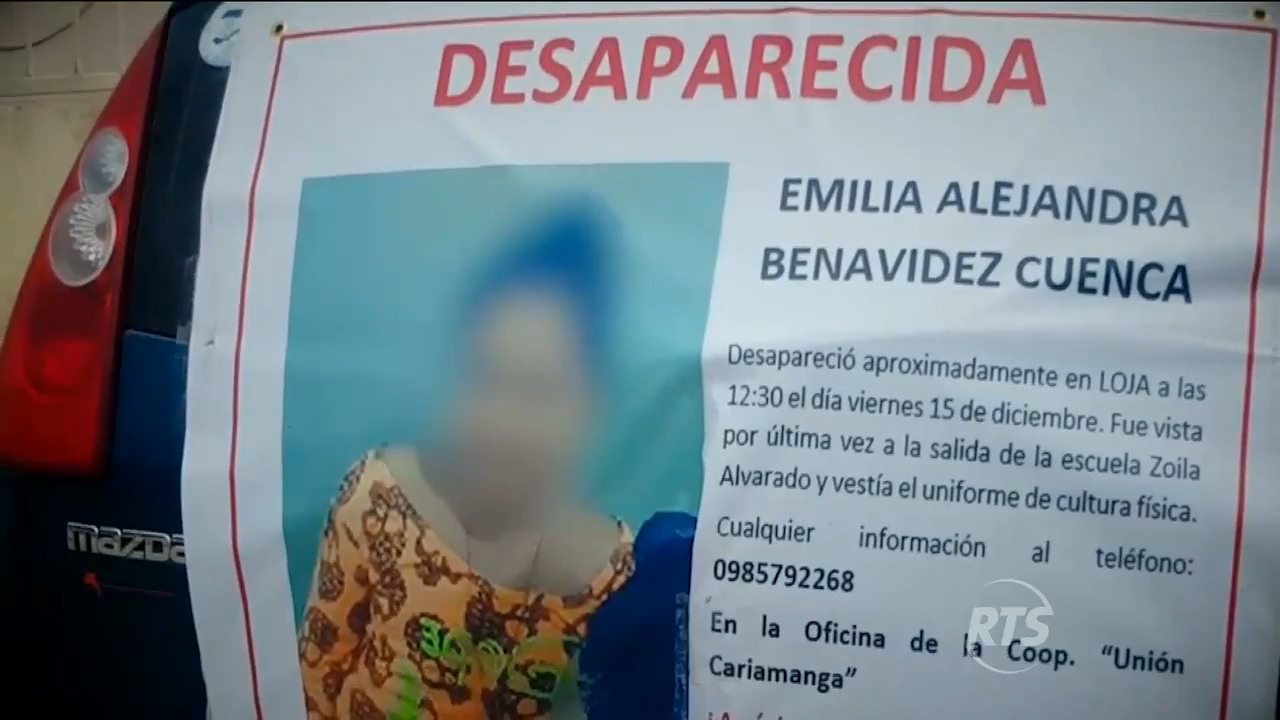 DESAPARECIDA
EMILIA ALEJANDRA
BENAVIDEZ CUENCA
Desapareció aproximadamente en LOJA a las
12:30 el día viernes 15 de diciembre. Fue vista
por última vez a la salida de la escuela Zoila
Alvarado y vestía el uniforme de cultura física.
Cualquier información al teléfono:
0985792268
En la Oficina de la Coop. “Unión
Cariamanga”
RTS
mazda